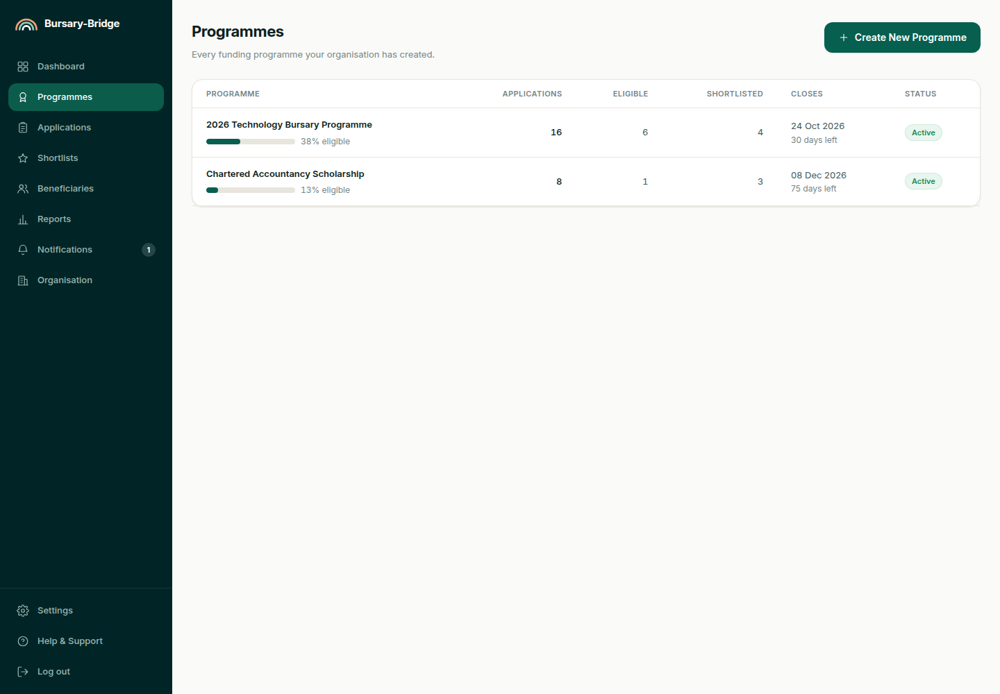 Bursary-Bridge
Dashboard
Programmes
Applications
Shortlists
Beneficiaries
Reports
Notifications 1
Organisation
Settings
Help & Support
Log out
Programmes
Every funding programme your organisation has created.
Create New Programme
PROGRAMME APPLICATIONS ELIGIBLE SHORTLISTED CLOSES STATUS
2026 Technology Bursary Programme
38% eligible
16 6 4
24 Oct 2026
30 days left
Active
Chartered Accountancy Scholarship
13% eligible
8 1 3
08 Dec 2026
75 days left
Active